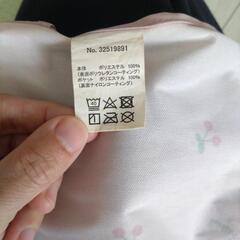 No. 32519891
本体 ポリエステル 100%
(裏面ポリウレタンコーティング)
ポケット ポリエステル 100%
(裏面ナイロンコーティング)
40